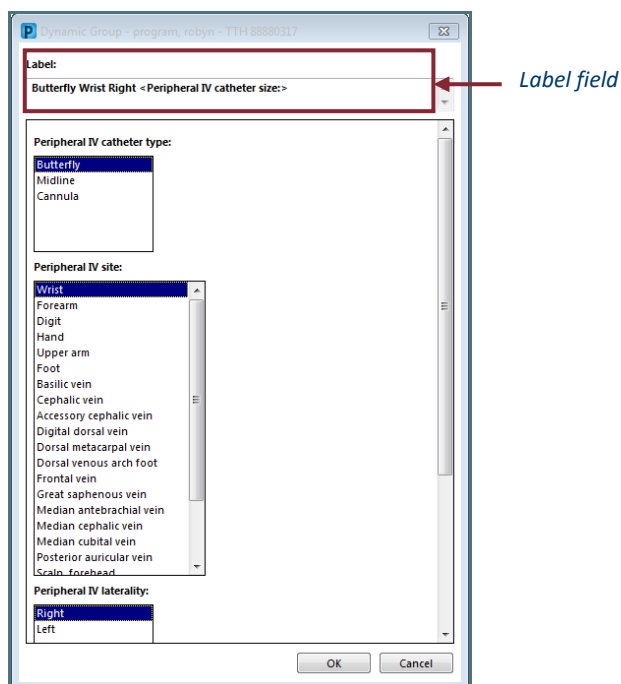 P Dynamic Group - program, robyn - TTH 88880317
Label:
Butterfly Wrist Right <Peripheral IV catheter size:>
Label field
Peripheral IV catheter type:
Butterfly
Midline
Cannula
Peripheral IV site:
Wrist
Forearm
Digit
Hand
Upper arm
Foot
Basilic vein
Cephalic vein
Accessory cephalic vein
Digital dorsal vein
Dorsal metacarpal vein
Dorsal venous arch foot
Frontal vein
Great saphenous vein
Median antebrachial vein
Median cephalic vein
Median cubital vein
Posterior auricular vein
Scalp, forehead
Peripheral IV laterality:
Right
Left
OK Cancel